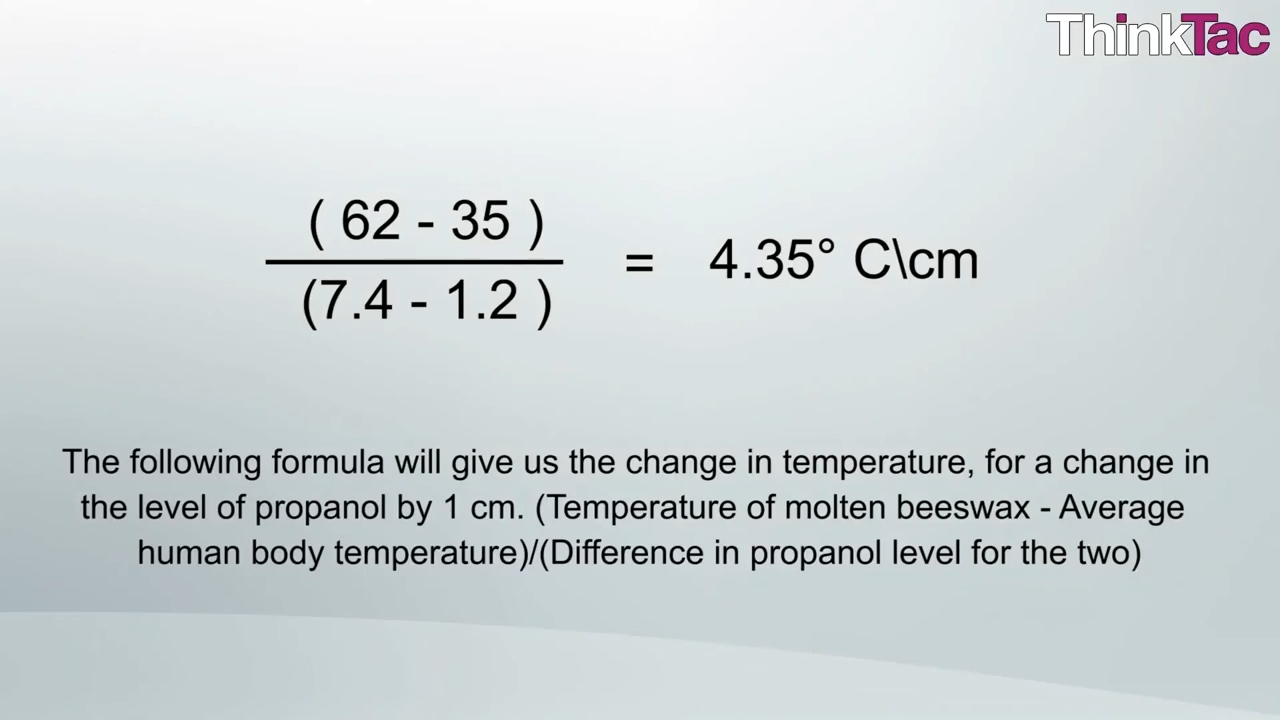 ThinkTac
( 62 - 35 )
(7.4 - 1.2 )
= 4.35° C\cm
The following formula will give us the change in temperature, for a change in
the level of propanol by 1 cm. (Temperature of molten beeswax - Average
human body temperature)/(Difference in propanol level for the two)